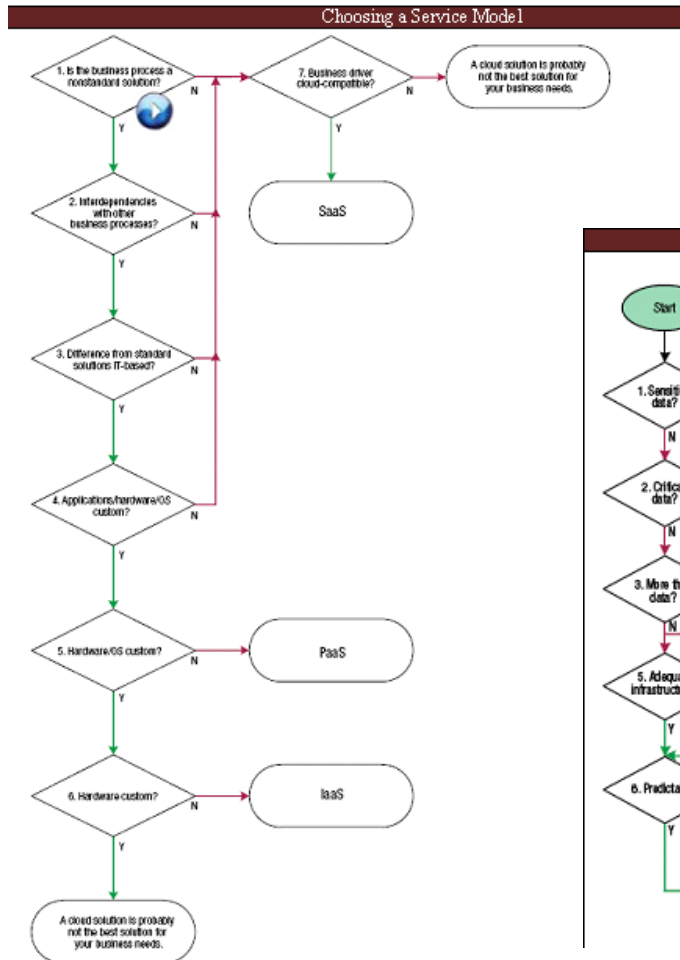 Choosing a Service Model
1. Is the business process a
nonstandard solution?
N
Y
7. Business driver
cloud-compatible?
N
Y
A cloud solution is probably
not the best solution for
your business needs.
SaaS
2. Interdependencies
with other
business processes?
N
Y
3. Difference from standard
solutions IT-based?
N
Y
4. Applications/hardware/OS
custom?
N
Y
5. Hardware/OS custom?
N
Y
PaaS
6. Hardware custom?
N
Y
IaaS
A cloud solution is probably
not the best solution for
your business needs.
Start
1. Sensiti
data?
N
2. Critica
data?
N
3. More th
data?
N
5. Adequa
infrastruct
Y
6. Predicta
Y